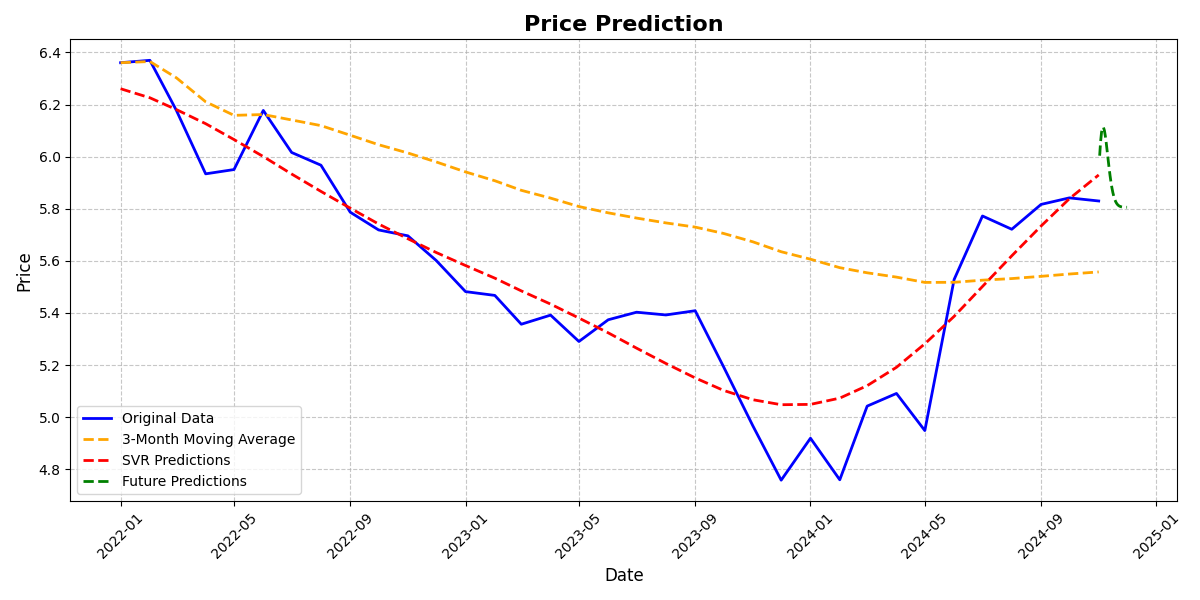 Price Prediction
Price
6.4
6.2
6.0
5.8
5.6
5.4
5.2
5.0
4.8
Original Data
3-Month Moving Average
SVR Predictions
Future Predictions
2022-01
2022-05
2022-09
2023-01
2023-05
2023-09
2024-01
2024-05
2024-09
2025-01
Date